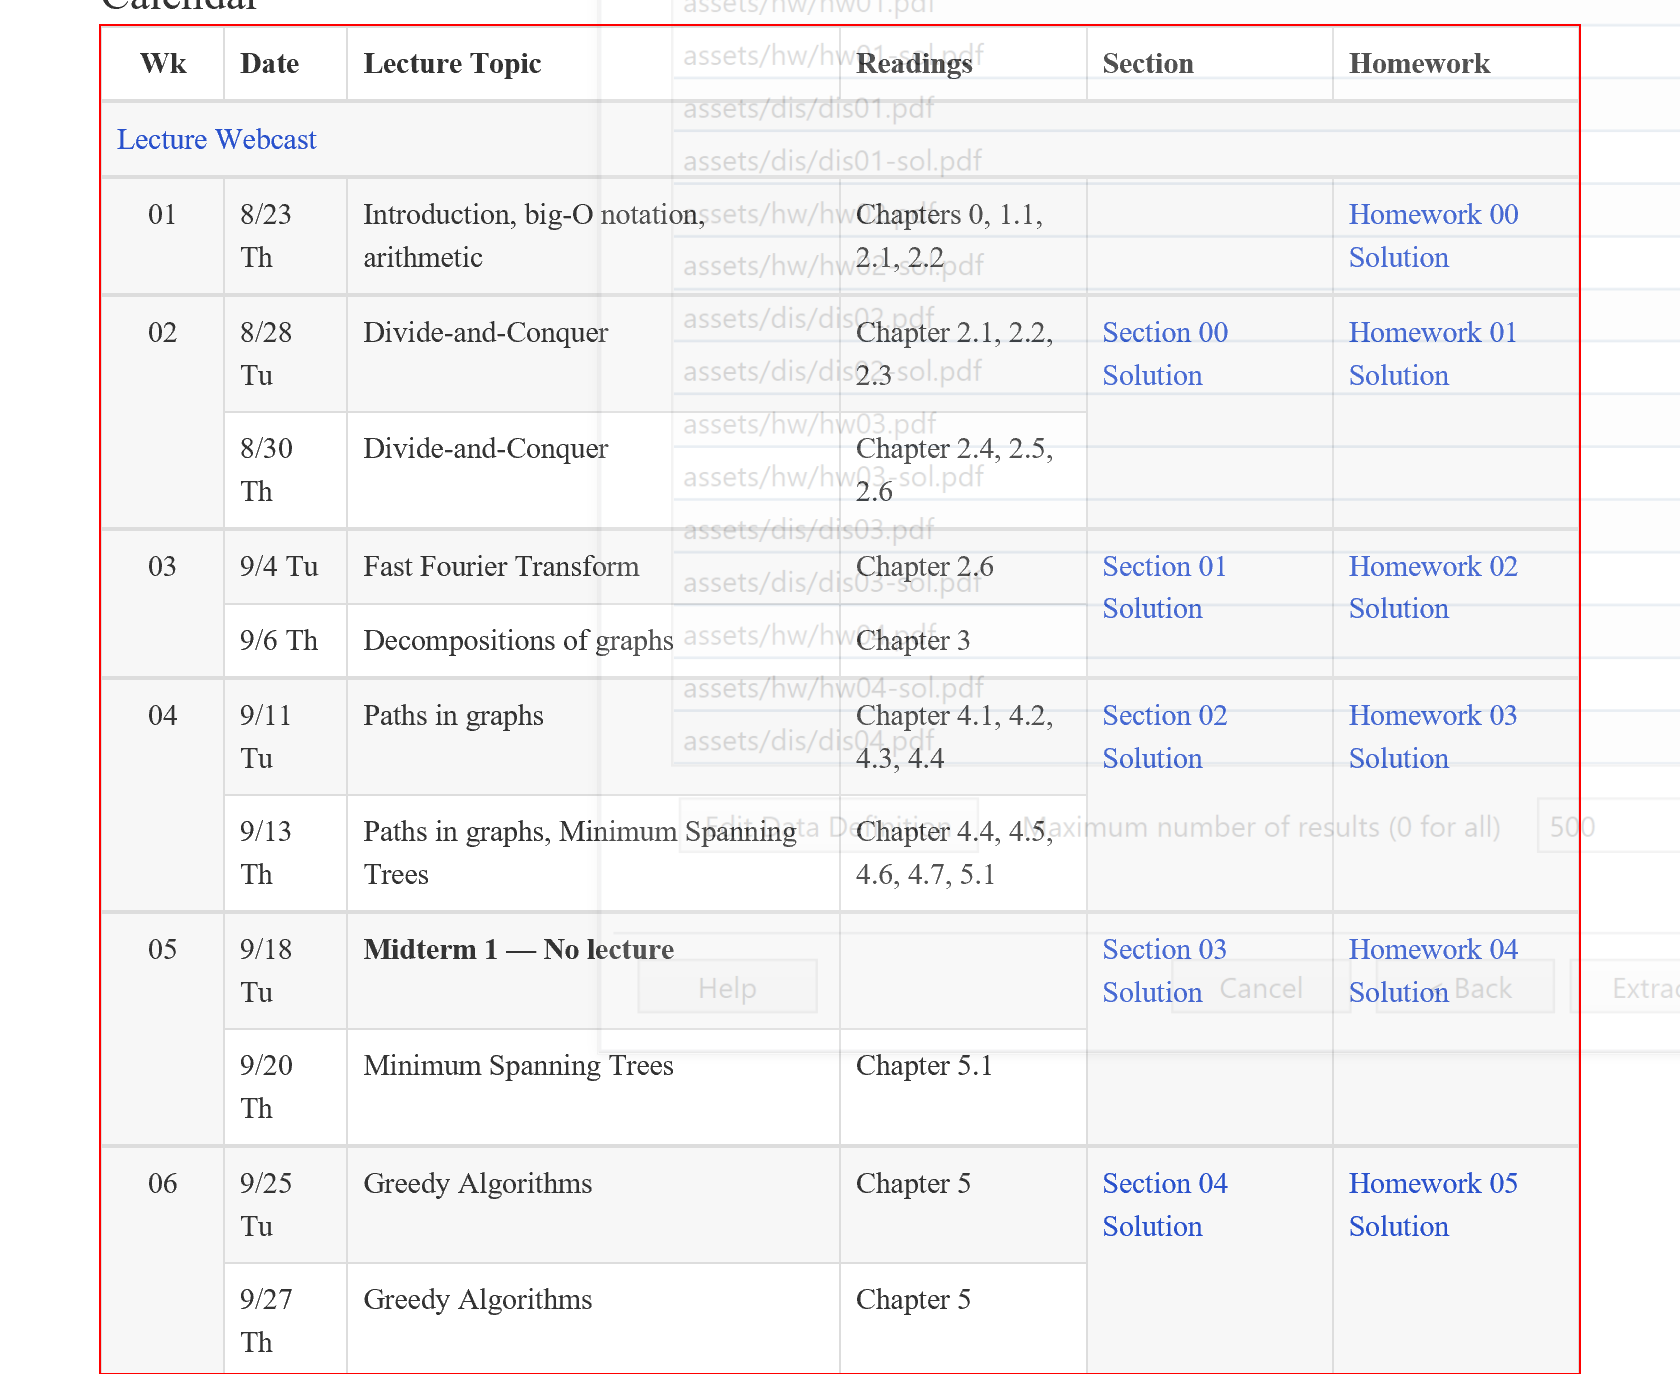 Calendar
Wk Date Lecture Topic Readings Section Homework
Lecture Webcast
01 8/23 Introduction, big-O notation, Chapters 0, 1.1, Homework 00
Th arithmetic 2.1, 2.2 Solution
02 8/28 Divide-and-Conquer Chapter 2.1, 2.2, Section 00 Homework 01
Tu 2.3 Solution Solution
8/30 Divide-and-Conquer Chapter 2.4, 2.5,
Th 2.6
03 9/4 Tu Fast Fourier Transform Chapter 2.6 Section 01 Homework 02
Solution Solution
9/6 Th Decompositions of graphs Chapter 3
04 9/11 Paths in graphs Chapter 4.1, 4.2, Section 02 Homework 03
Tu 4.3, 4.4 Solution Solution
9/13 Paths in graphs, Minimum Spanning Chapter 4.4, 4.5,
Th Trees 4.6, 4.7, 5.1
05 9/18 Midterm 1 — No lecture Section 03 Homework 04
Tu Solution Solution
9/20 Minimum Spanning Trees Chapter 5.1
Th
06 9/25 Greedy Algorithms Chapter 5 Section 04 Homework 05
Tu Solution Solution
9/27 Greedy Algorithms Chapter 5
Th
assets/hw/hw01.pdf
assets/hw/hw01-sol.pdf
assets/dis/dis01.pdf
assets/dis/dis01-sol.pdf
assets/hw/hw02.pdf
assets/hw/hw02-sol.pdf
assets/dis/dis02.pdf
assets/dis/dis02-sol.pdf
assets/hw/hw03.pdf
assets/hw/hw03-sol.pdf
assets/dis/dis03.pdf
assets/dis/dis03-sol.pdf
assets/hw/hw04.pdf
assets/hw/hw04-sol.pdf
assets/dis/dis04.pdf
Edit Data Definition Maximum number of results (0 for all) 500
Help Cancel < Back